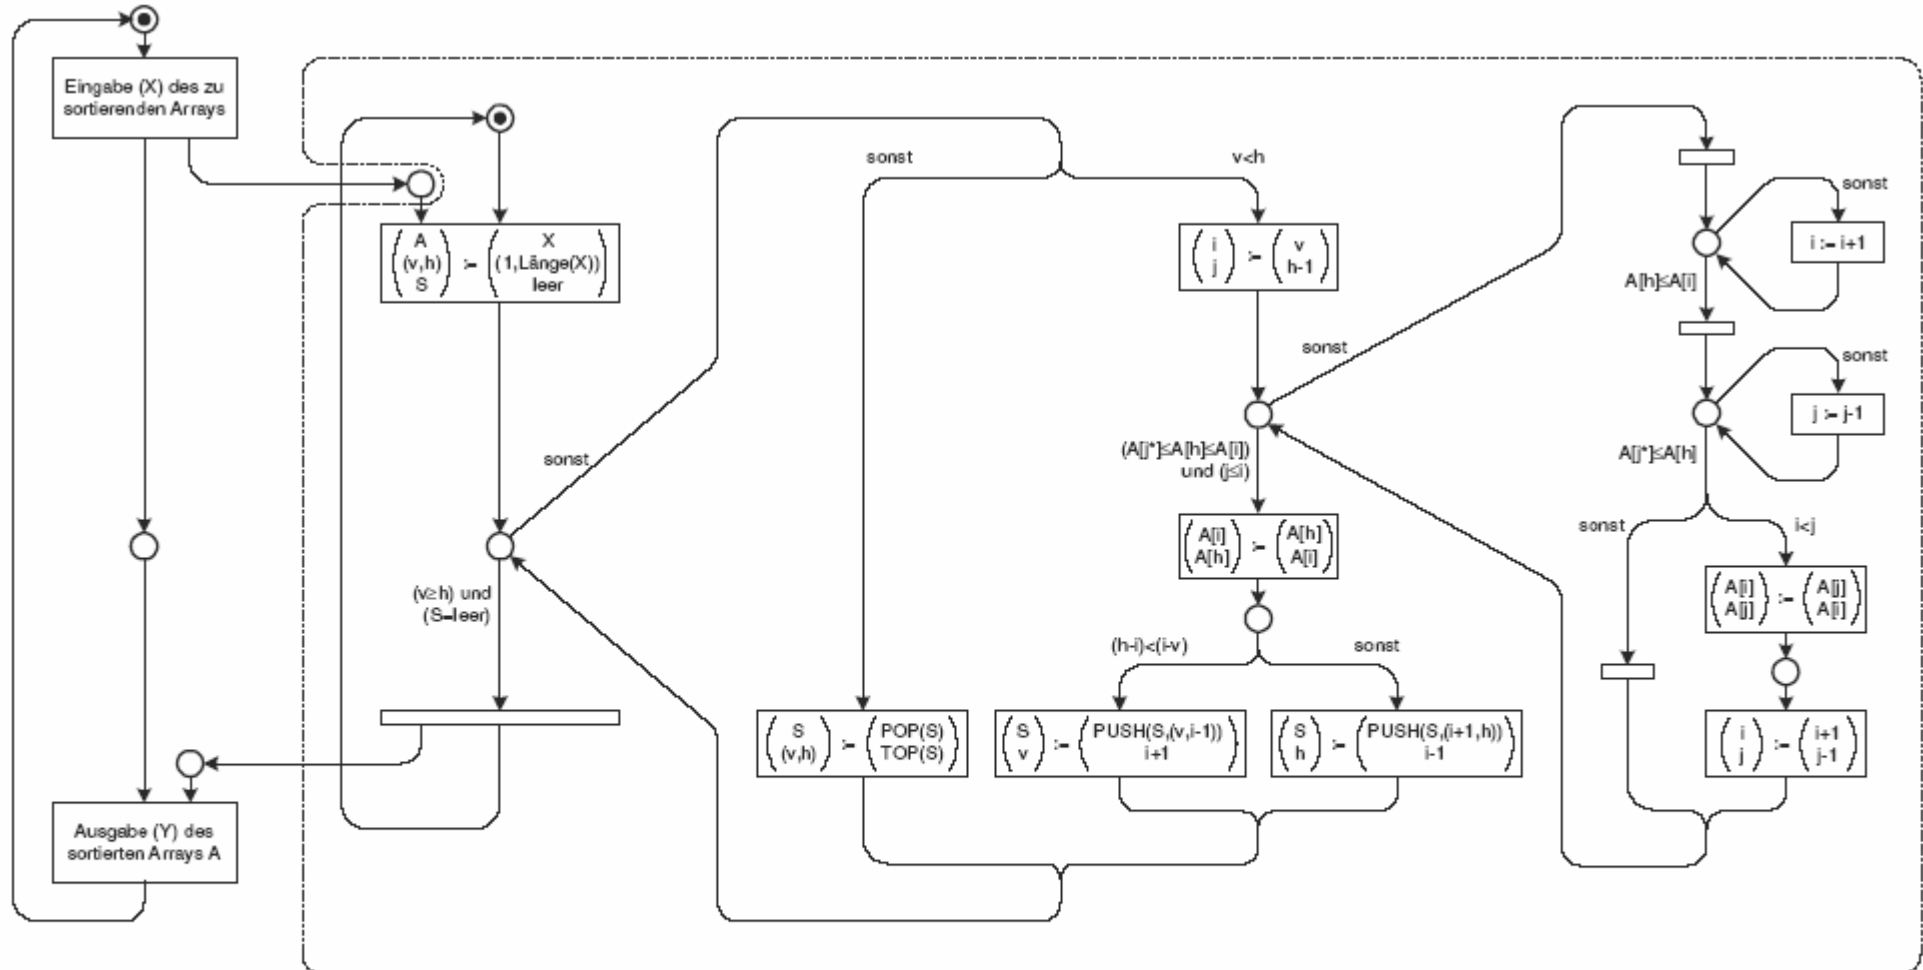 Eingabe (X) des zu
sortierenden Arrays
sonst
v<h
sonst
A
(v,h)
S
:=
X
(1,Länge(X))
leer
i
j
:=
v
h-1
i := i+1
A[h]≤A[i]
sonst
sonst
j := j-1
sonst
(A[j*]≤A[h]≤A[i])
und (j≤i)
A[j*]≤A[h]
sonst
i<j
A[i]
A[h]
:=
A[h]
A[i]
A[i]
A[j]
:=
A[j]
A[i]
(v≥h) und
(S=leer)
(h-i)<(i-v)
sonst
S
(v,h)
:=
POP(S)
TOP(S)
S
v
:=
PUSH(S,(v,i-1))
i+1
S
h
:=
PUSH(S,(i+1,h))
i-1
i
j
:=
i+1
j-1
Ausgabe (Y) des
sortierten Arrays A